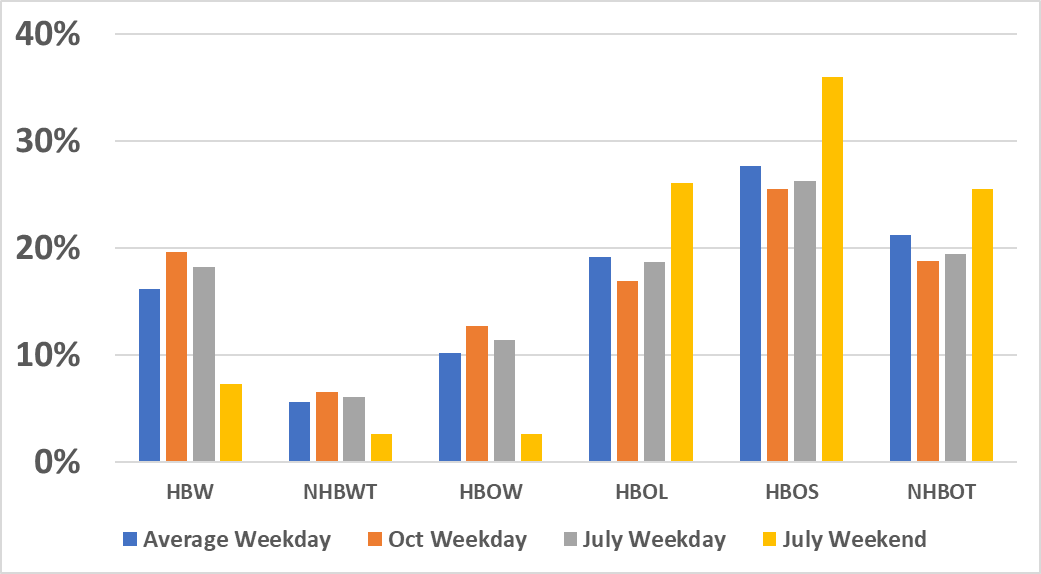 40%
30%
20%
10%
0%
HBW NHBWT HBOW HBOL HBOS NHBOT
Average Weekday Oct Weekday July Weekday July Weekend